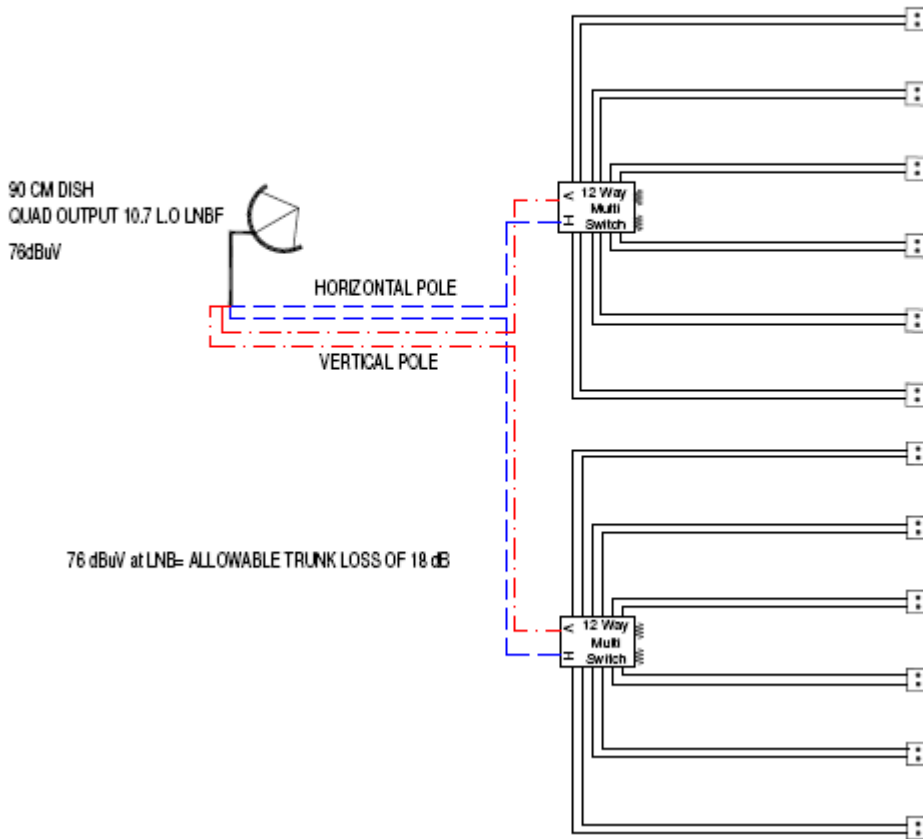 90 CM DISH
QUAD OUTPUT 10.7 L.O LNBF
76dBuV
HORIZONTAL POLE
VERTICAL POLE
76 dBuV at LNB= ALLOWABLE TRUNK LOSS OF 18 dB
V
H
12 Way
Multi
Switch
V
H
12 Way
Multi
Switch